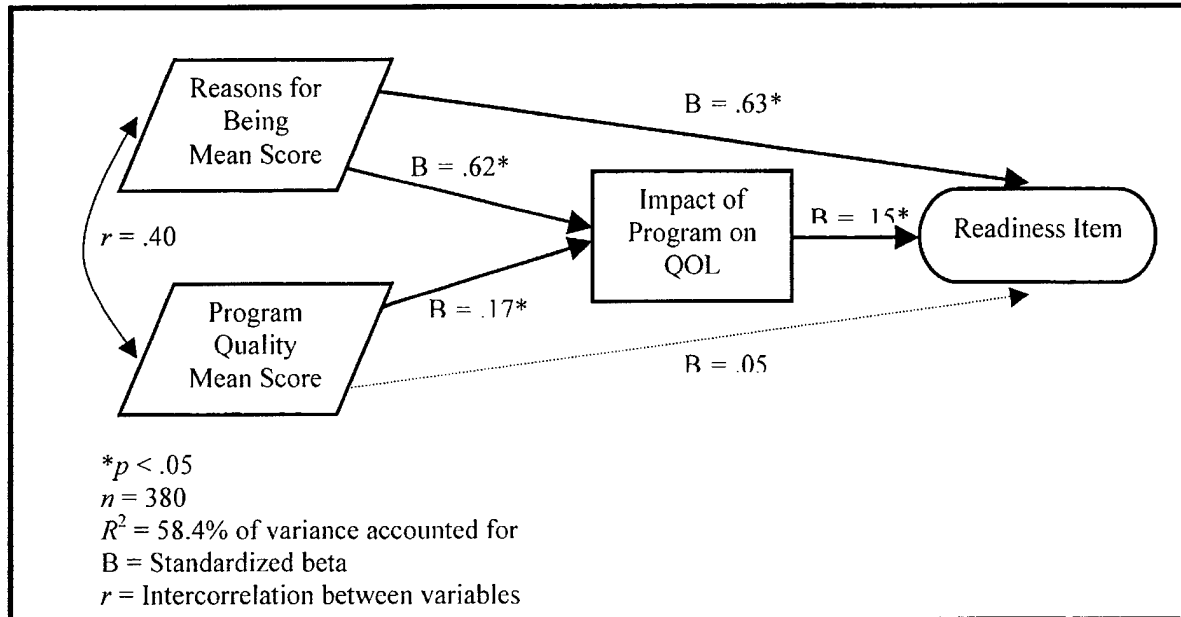 Reasons for
Being
Mean Score
B = .63*
B = .62*
Impact of
Program on
QOL
B = .15*
Readiness Item
r = .40
Program
Quality
Mean Score
B = .17*
B = .05
*p < .05
n = 380
R² = 58.4% of variance accounted for
B = Standardized beta
r = Intercorrelation between variables